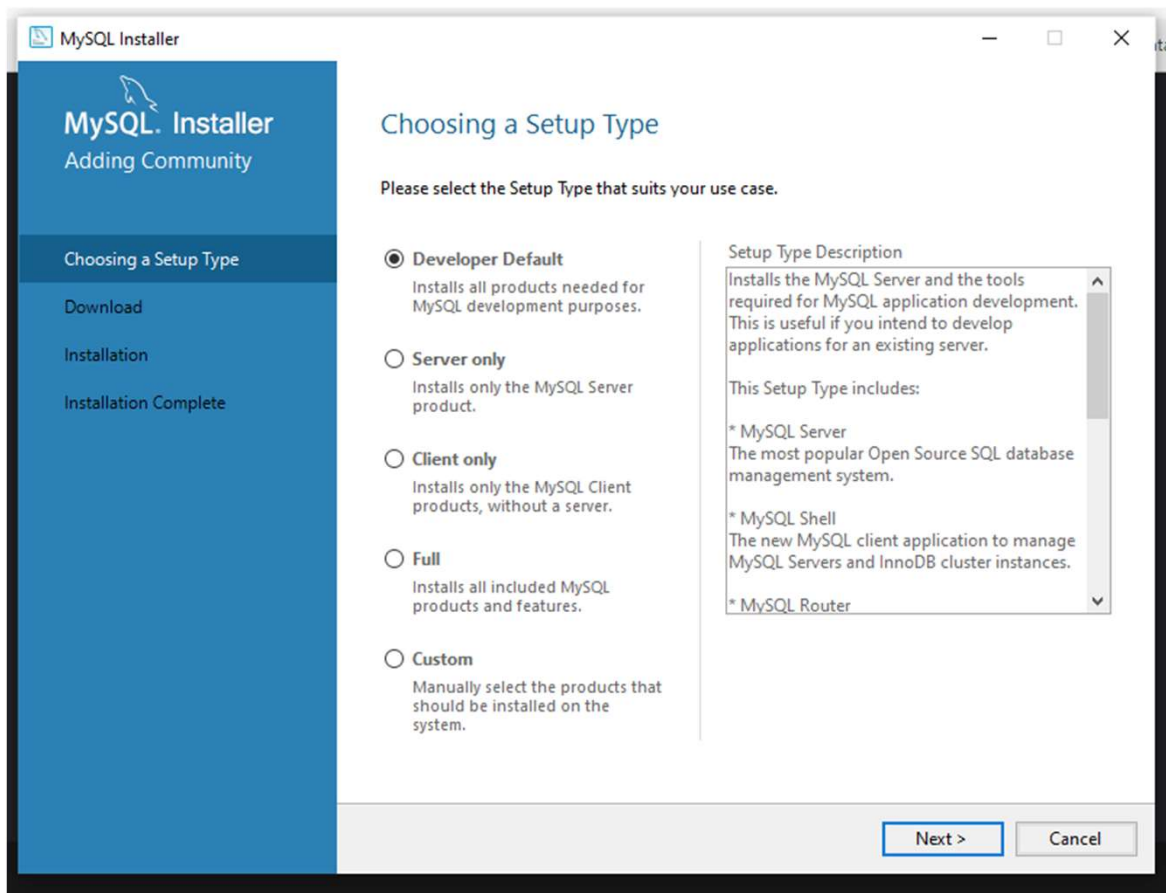 MySQL Installer
MySQL. Installer
Adding Community
Choosing a Setup Type
Download
Installation
Installation Complete
Choosing a Setup Type
Please select the Setup Type that suits your use case.
Developer Default
Installs all products needed for
MySQL development purposes.
Server only
Installs only the MySQL Server
product.
Client only
Installs only the MySQL Client
products, without a server.
Full
Installs all included MySQL
products and features.
Custom
Manually select the products that
should be installed on the
system.
Setup Type Description
Installs the MySQL Server and the tools
required for MySQL application development.
This is useful if you intend to develop
applications for an existing server.
This Setup Type includes:
* MySQL Server
The most popular Open Source SQL database
management system.
* MySQL Shell
The new MySQL client application to manage
MySQL Servers and InnoDB cluster instances.
* MySQL Router
Next >
Cancel